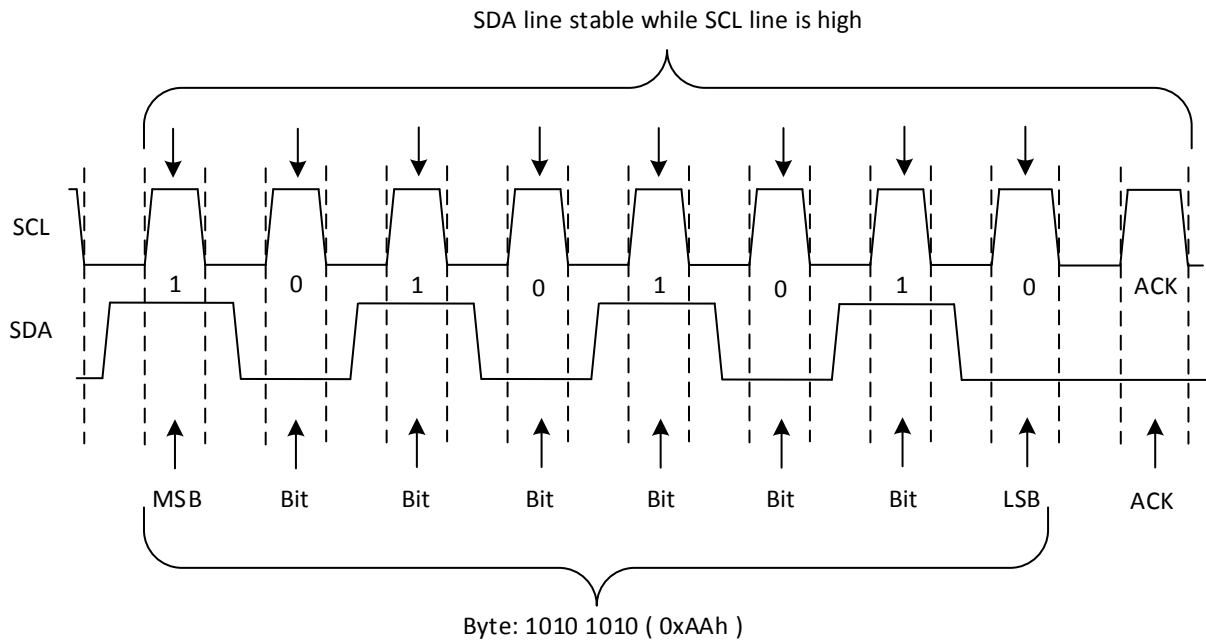 SDA line stable while SCL line is high
SCL
1 0 1 0 1 0 1 0 ACK
SDA
MSB Bit Bit Bit Bit Bit Bit LSB ACK
Byte: 1010 1010 ( 0xAAh )